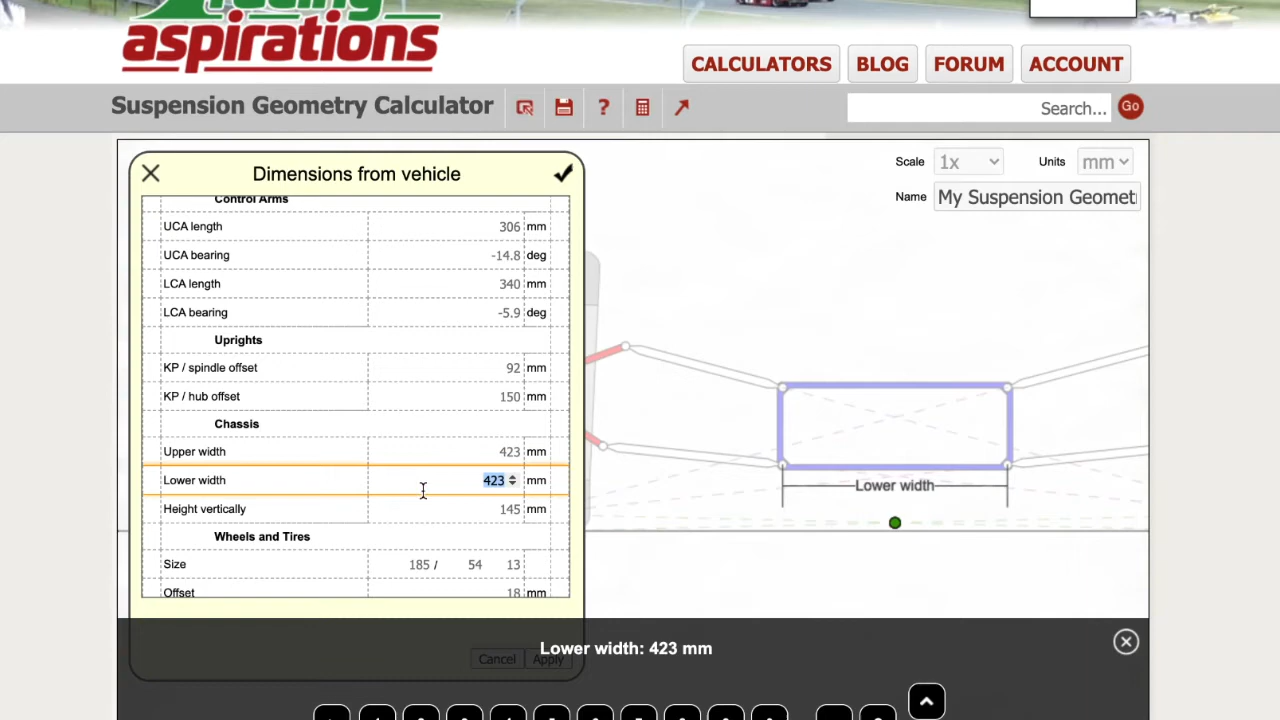 racing
aspirations
CALCULATORS
BLOG
FORUM
ACCOUNT
Suspension Geometry Calculator
?
Search...
Go
Dimensions from vehicle
Scale 1x
Units mm
Name My Suspension Geomet
Control Arms
UCA length 306 mm
UCA bearing -14.8 deg
LCA length 340 mm
LCA bearing -5.9 deg
Uprights
KP / spindle offset 92 mm
KP / hub offset 150 mm
Chassis
Upper width 423 mm
Lower width 423 mm
Height vertically 145 mm
Wheels and Tires
Size 185 / 54 13
Offset 18 mm
Lower width
Lower width: 423 mm
Cancel
Apply